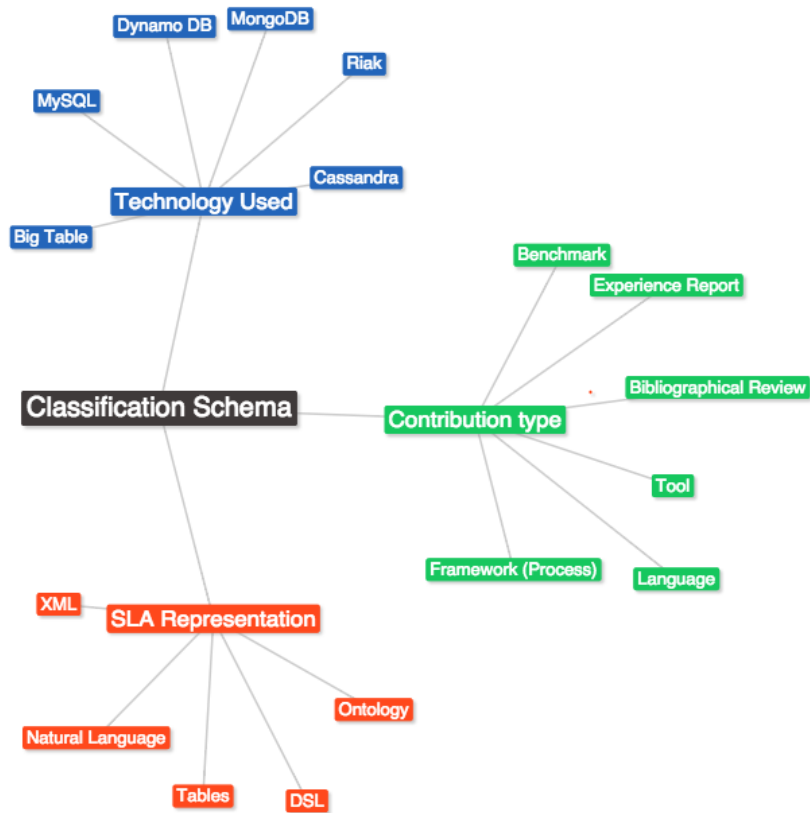 Dynamo DB
MongoDB
Riak
MySQL
Cassandra
Technology Used
Big Table
Benchmark
Experience Report
Bibliographical Review
Classification Schema
Contribution type
Tool
Framework (Process)
Language
XML
SLA Representation
Ontology
Natural Language
Tables
DSL